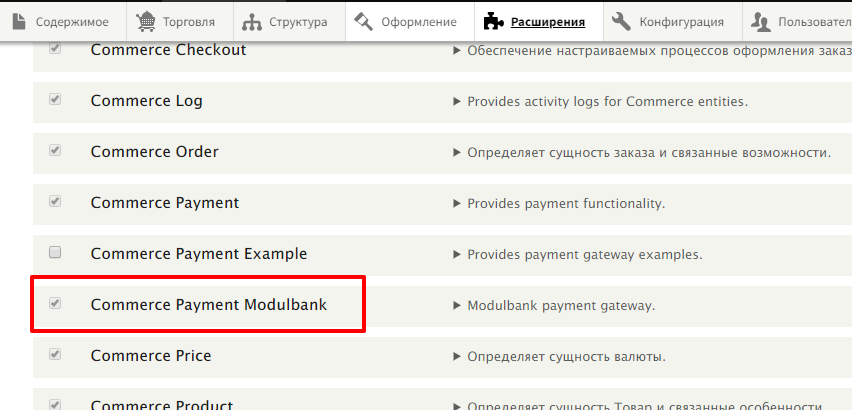 Содержимое Торговля Структура Оформление Расширения Конфигурация Пользовател
Commerce Checkout ▶ Обеспечение настраиваемых процессов оформления заказ
Commerce Log ▶ Provides activity logs for Commerce entities.
Commerce Order ▶ Определяет сущность заказа и связанные возможности.
Commerce Payment ▶ Provides payment functionality.
Commerce Payment Example ▶ Provides payment gateway examples.
Commerce Payment Modulbank ▶ Modulbank payment gateway.
Commerce Price ▶ Определяет сущность валюты.
Commerce Product ▶ Определяет сущность Товар и связанные особенности.